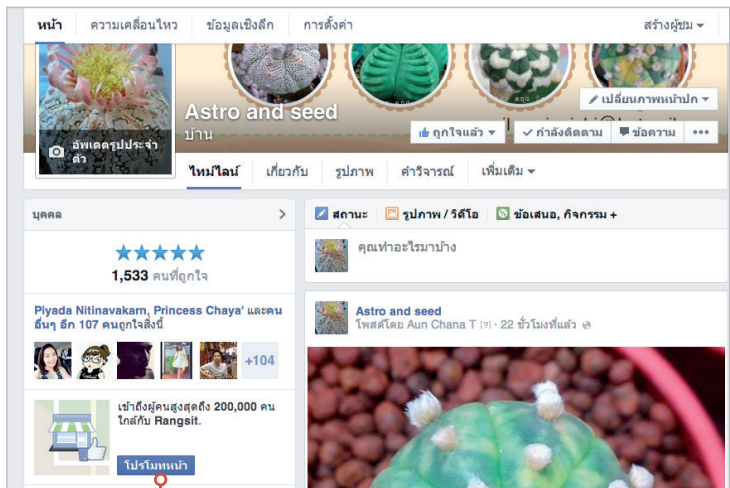 หน้า ความเคลื่อนไหว ข้อมูลเชิงลึก การตั้งค่า สร้างผู้ชม
Astro and seed
บ้าน
เปลี่ยนภาพหน้าปก
อัพเดตรูปประจำ
ตัว
ถูกใจแล้ว กำลังติดตาม ข้อความ •••
ไทม์ไลน์ เกี่ยวกับ รูปภาพ คำวิจารณ์ เพิ่มเติม
บุคคล
1,533 คนที่ถูกใจ
Piyada Nitinavakarn, Princess Chaya' และคน
อื่นๆ อีก 107 คนถูกใจสิ่งนี้
+104
เข้าถึงผู้คนสูงสุดถึง 200,000 คน
ใกล้กับ Rangsit.
โปรโมทหน้า
สถานะ รูปภาพ / วิดีโอ ข้อเสนอ, กิจกรรม +
คุณทำอะไรมาบ้าง
Astro and seed
โพสต์โดย Aun Chana T [?] · 22 ชั่วโมงที่แล้ว